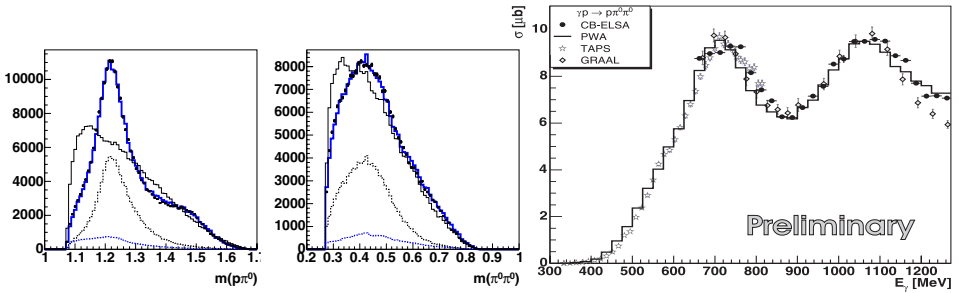 10000
8000
6000
4000
2000
0
1 1.1 1.2 1.3 1.4 1.5 1.6 1.
m(pπ⁰)
8000
7000
6000
5000
4000
3000
2000
1000
0
0.2 0.3 0.4 0.5 0.6 0.7 0.8 0.9 1
m(π⁰π⁰)
σ [μb]
10
8
6
4
2
0
γp → pπ⁰π⁰
CB-ELSA
PWA
TAPS
GRAAL
Preliminary
300 400 500 600 700 800 900 1000 1100 1200
E_γ [MeV]